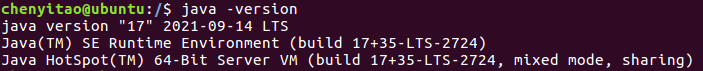 chenyitao@ubuntu:/$ java -version
java version "17" 2021-09-14 LTS
Java(TM) SE Runtime Environment (build 17+35-LTS-2724)
Java HotSpot(TM) 64-Bit Server VM (build 17+35-LTS-2724, mixed mode, sharing)